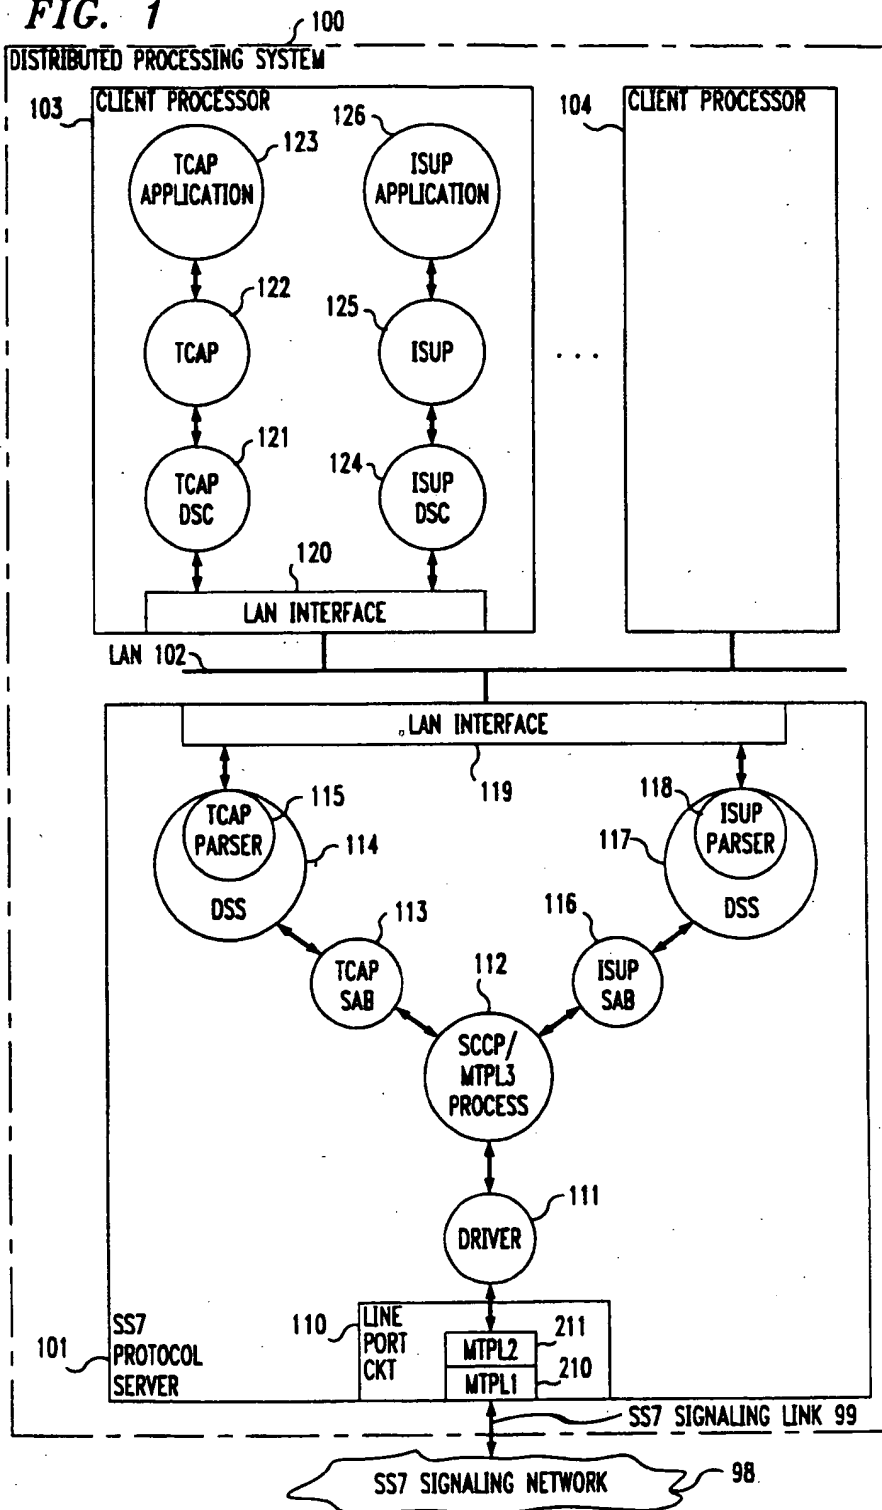 FIG. 1
100
DISTRIBUTED PROCESSING SYSTEM
103
CLIENT PROCESSOR
104
CLIENT PROCESSOR
123
TCAP
APPLICATION
126
ISUP
APPLICATION
122
TCAP
125
ISUP
. . .
121
TCAP
DSC
124
ISUP
DSC
120
LAN INTERFACE
LAN 102
LAN INTERFACE
119
TCAP
PARSER
115
114
DSS
118
ISUP
PARSER
117
DSS
113
TCAP
SAB
116
ISUP
SAB
112
SCCP/
MTPL3
PROCESS
111
DRIVER
110
LINE
PORT
CKT
211
MTPL2
210
MTPL1
101
SS7
PROTOCOL
SERVER
SS7 SIGNALING LINK 99
SS7 SIGNALING NETWORK
98